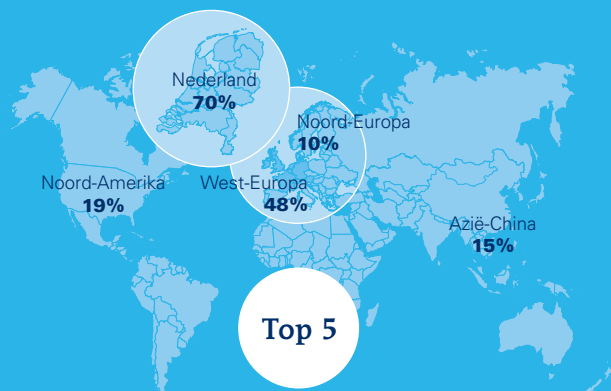 Nederland
70%
Noord-Europa
10%
Noord-Amerika
19%
West-Europa
48%
Azië-China
15%
Top 5